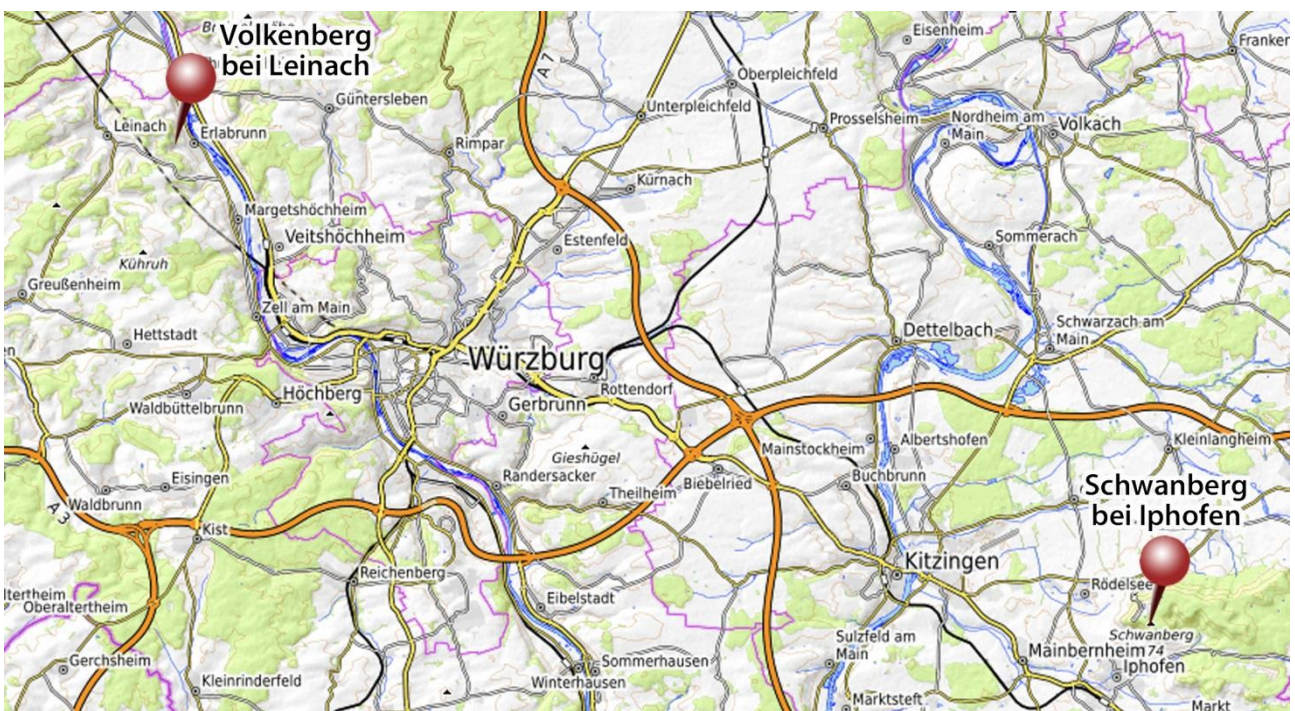 Volkenberg
bei Leinach
Eisenheim
Franken
A 7
Oberpleichfeld
Güntersleben
Unterpleichfeld
Prosselsheim
Nordheim am
Main
Volkach
Leinach
Erlabrunn
Rimpar
Kürnach
Margetshöchheim
Veitshöchheim
Estenfeld
Sommerach
Kühruh
Greußenheim
Zell am Main
Hettstadt
Dettelbach
Schwarzach am
Main
en
Würzburg
Rottendorf
Höchberg
Waldbüttelbrunn
Gerbrunn
Mainstockheim
Albertshofen
Kleinlangheim
Gieshügel
Eisingen
Randersacker
Biebelried
Buchbrunn
Theilheim
Waldbrunn
A 3
Schwanberg
bei Iphofen
Kist
Kitzingen
Reichenberg
Rödelsee
ltertheim
Oberaltertheim
Eibelstadt
Sulzfeld am
Main
Schwanberg
74
Mainbernheim
Iphofen
Gerchsheim
Sommerhausen
Winterhausen
Kleinrinderfeld
Marktsteft
Markt